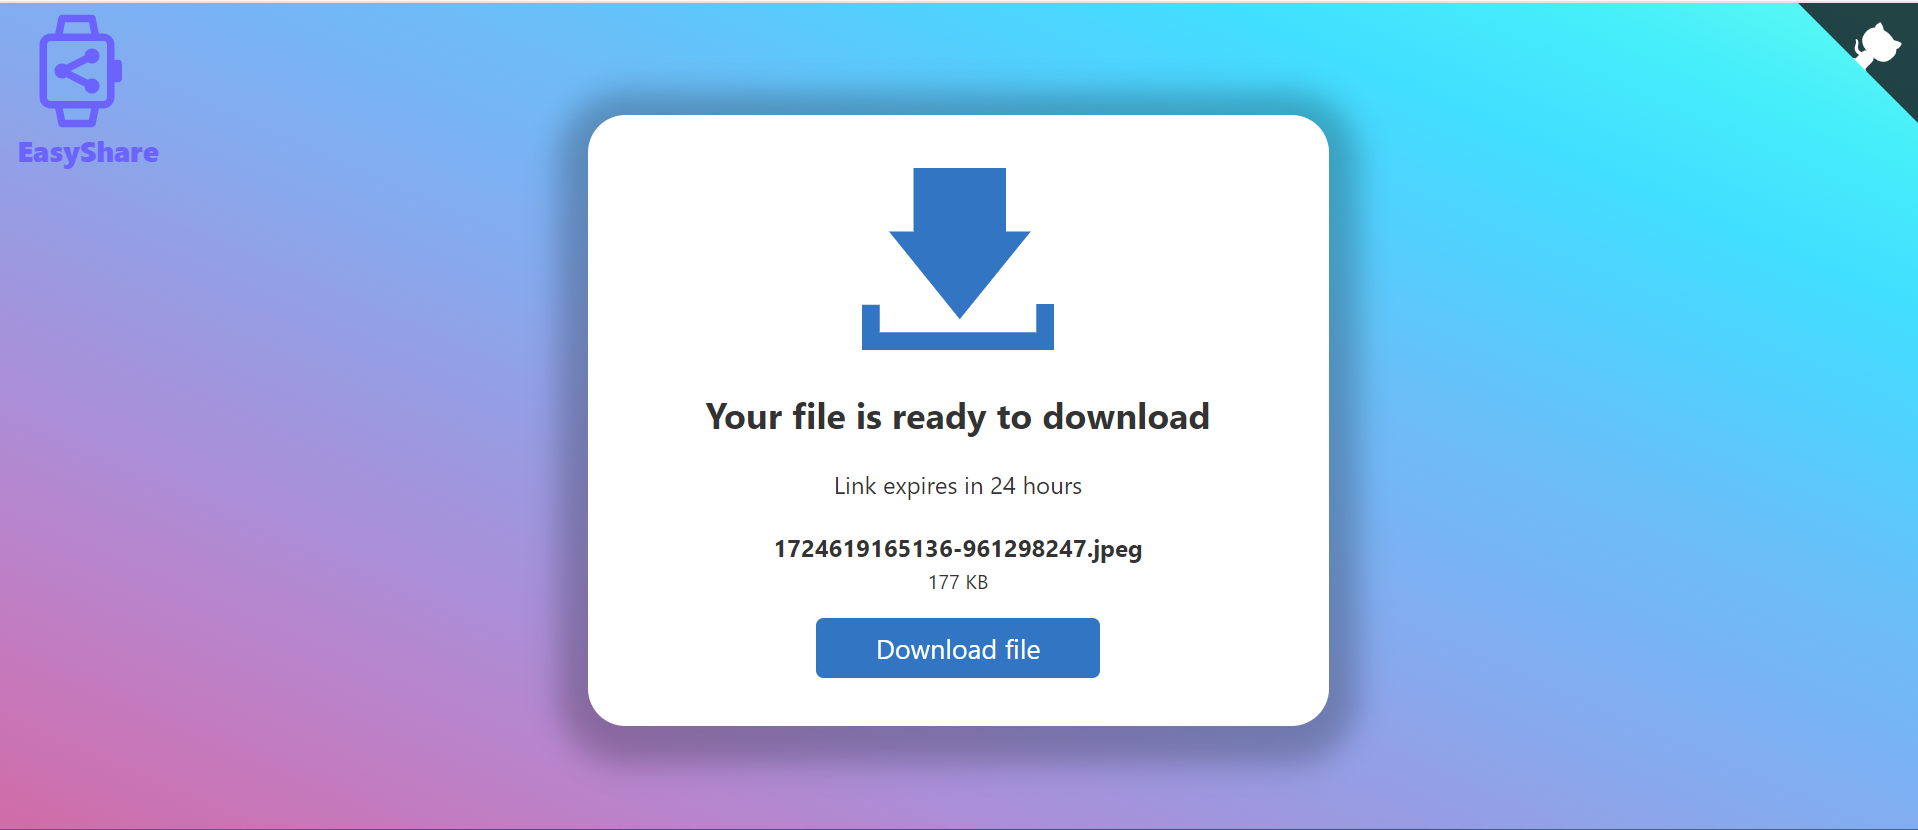 EasyShare
Your file is ready to download
Link expires in 24 hours
1724619165136-961298247.jpeg
177 KB
Download file